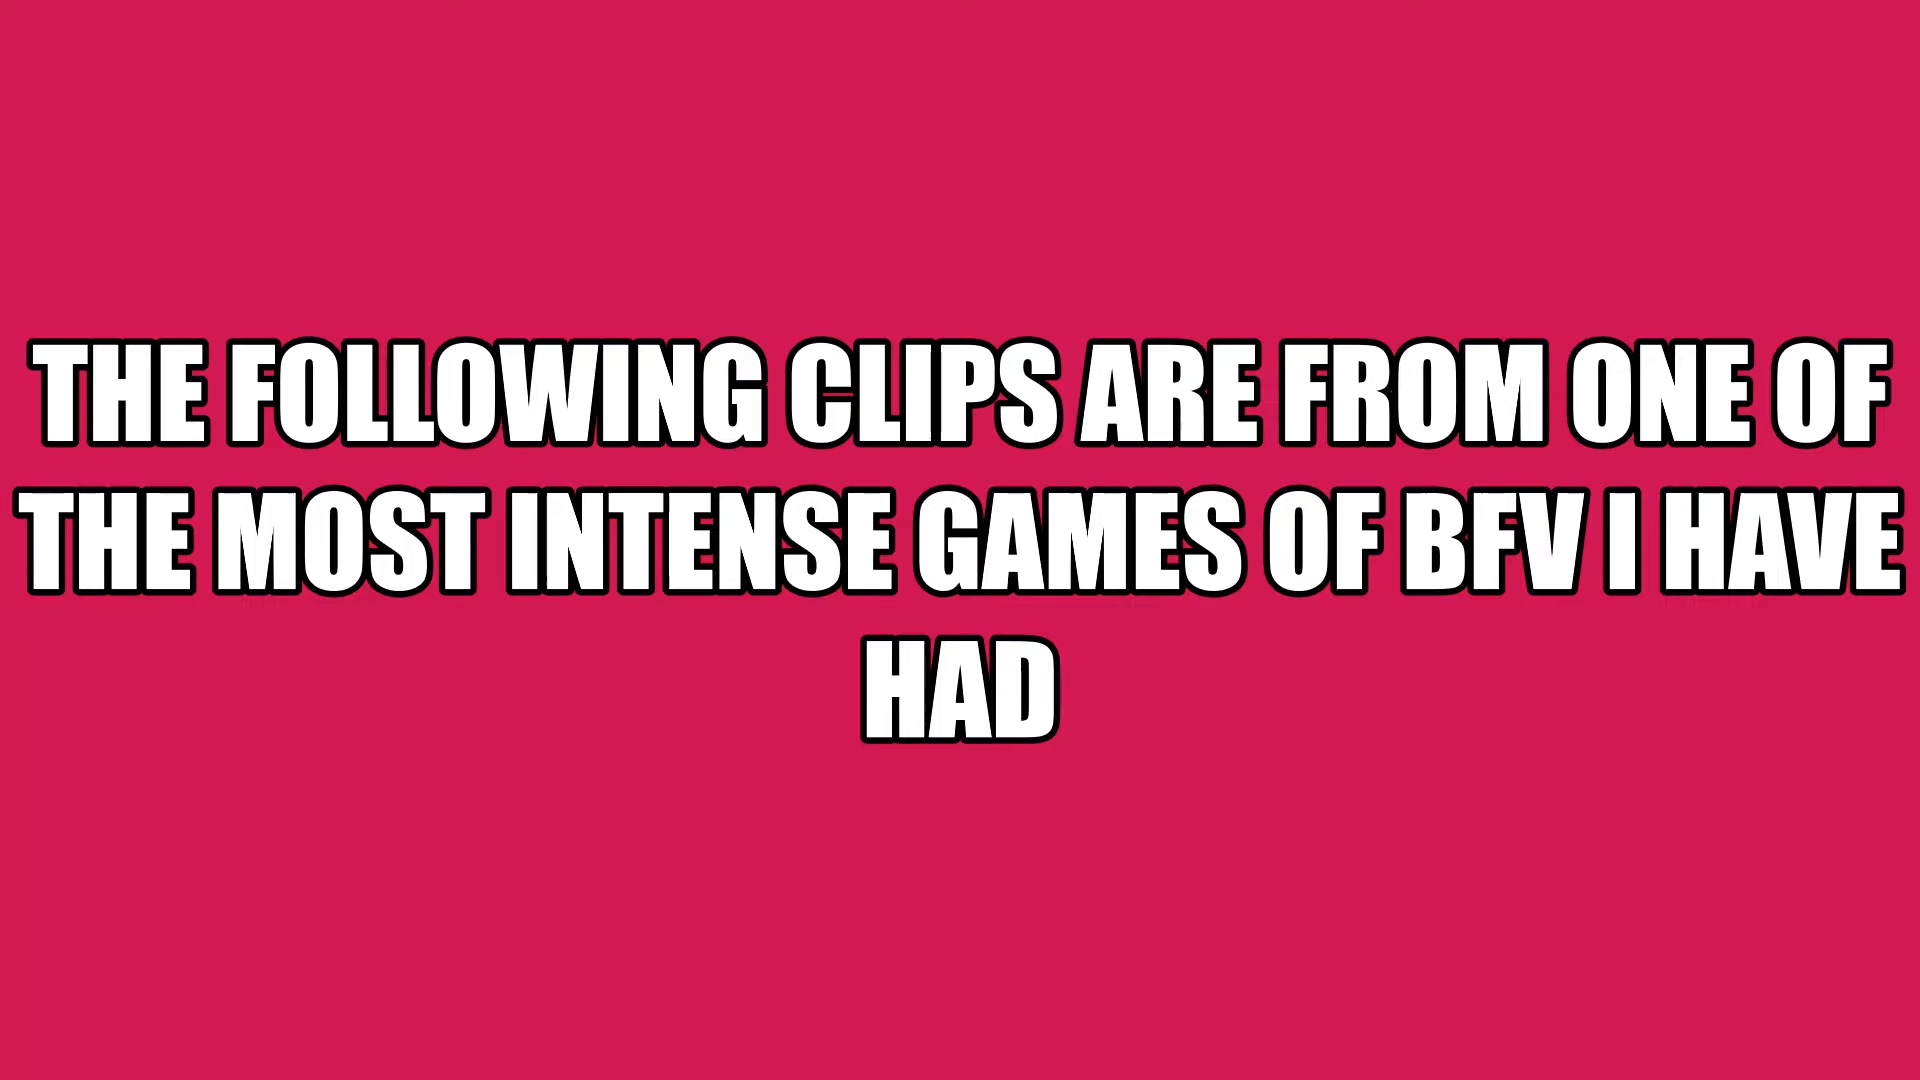 THE FOLLOWING CLIPS ARE FROM ONE OF
THE MOST INTENSE GAMES OF BFV I HAVE
HAD